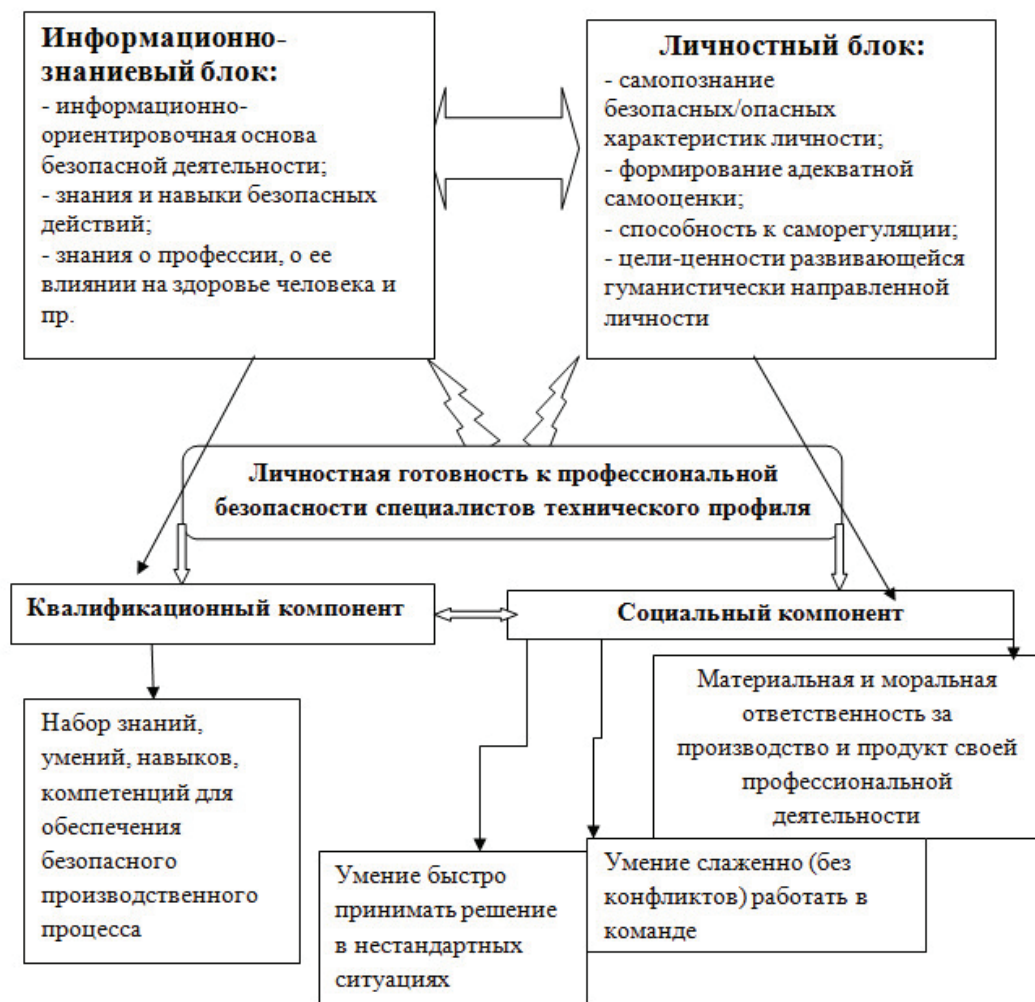 Информационно-
знаниевый блок:
- информационно-
ориентировочная основа
безопасной деятельности;
- знания и навыки безопасных
действий;
- знания о профессии, о ее
влиянии на здоровье человека и
пр.
Личностный блок:
- самопознание
безопасных/опасных
характеристик личности;
- формирование адекватной
самооценки;
- способность к саморегуляции;
- цели-ценности развивающейся
гуманистически направленной
личности
Личностная готовность к профессиональной
безопасности специалистов технического профиля
Квалификационный компонент
Социальный компонент
Набор знаний,
умений, навыков,
компетенций для
обеспечения
безопасного
производственного
процесса
Умение быстро
принимать решение
в нестандартных
ситуациях
Умение слаженно (без
конфликтов) работать в
команде
Материальная и моральная
ответственность за
производство и продукт своей
профессиональной
деятельности